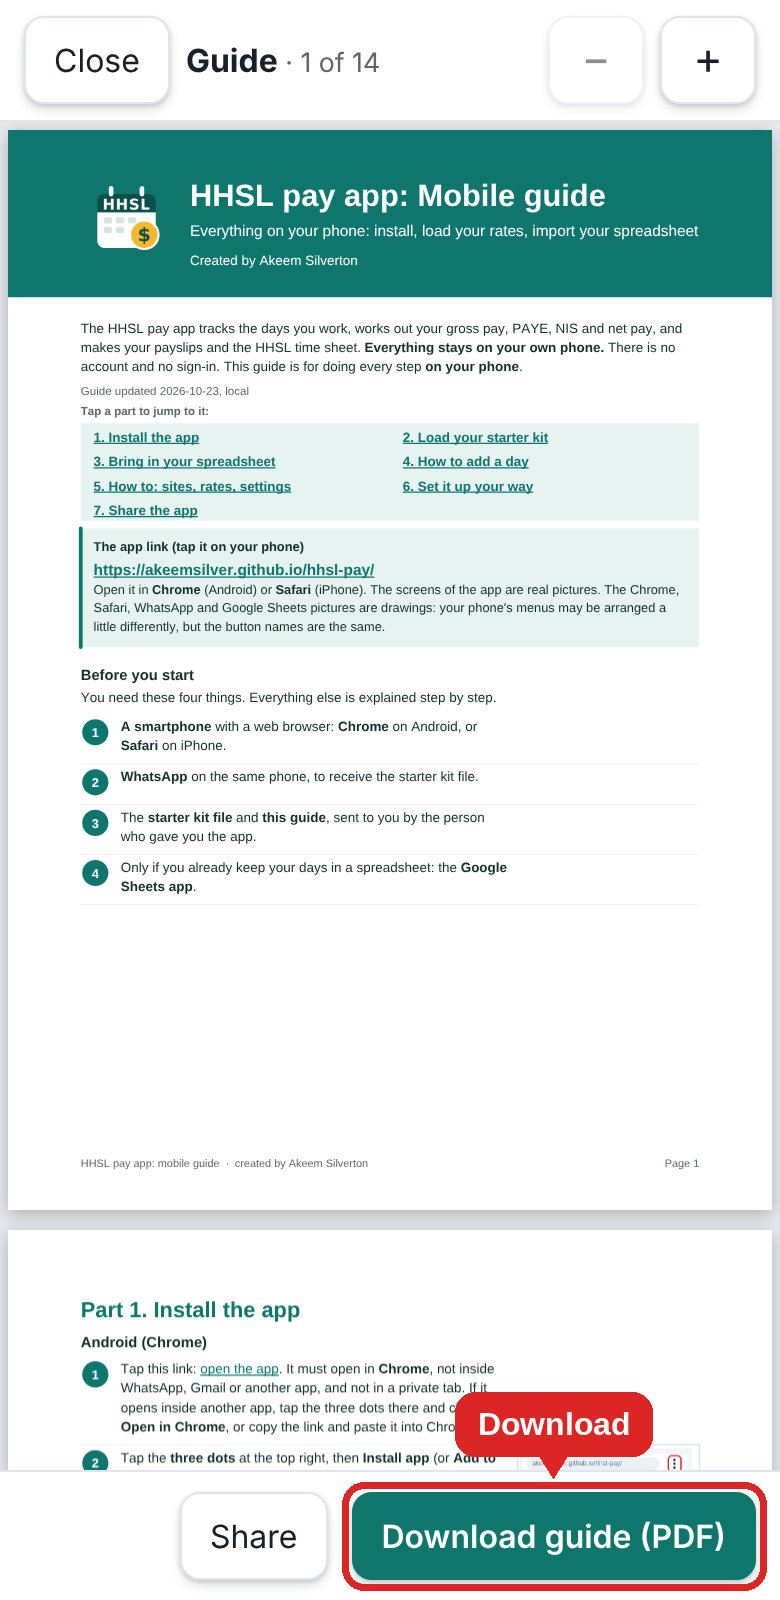 Close
Guide · 1 of 14
−
+
HHSL
$
HHSL pay app: Mobile guide
Everything on your phone: install, load your rates, import your spreadsheet
Created by Akeem Silverton
The HHSL pay app tracks the days you work, works out your gross pay, PAYE, NIS and net pay, and
makes your payslips and the HHSL time sheet. Everything stays on your own phone. There is no
account and no sign-in. This guide is for doing every step on your phone.
Guide updated 2026-10-23, local
Tap a part to jump to it:
1. Install the app
2. Load your starter kit
3. Bring in your spreadsheet
4. How to add a day
5. How to: sites, rates, settings
6. Set it up your way
7. Share the app
The app link (tap it on your phone)
https://akeemsilver.github.io/hhsl-pay/
Open it in Chrome (Android) or Safari (iPhone). The screens of the app are real pictures. The Chrome,
Safari, WhatsApp and Google Sheets pictures are drawings: your phone's menus may be arranged a
little differently, but the button names are the same.
Before you start
You need these four things. Everything else is explained step by step.
1
A smartphone with a web browser: Chrome on Android, or
Safari on iPhone.
2
WhatsApp on the same phone, to receive the starter kit file.
3
The starter kit file and this guide, sent to you by the person
who gave you the app.
4
Only if you already keep your days in a spreadsheet: the Google
Sheets app.
HHSL pay app: mobile guide · created by Akeem Silverton
Page 1
Part 1. Install the app
Android (Chrome)
1
Tap this link: open the app. It must open in Chrome, not inside
WhatsApp, Gmail or another app, and not in a private tab. If it
opens inside another app, tap the three dots there and c
Open in Chrome, or copy the link and paste it into Chro
2
Tap the three dots at the top right, then Install app (or Add to
.github.io/hhsl-pay/
Download
Share
Download guide (PDF)